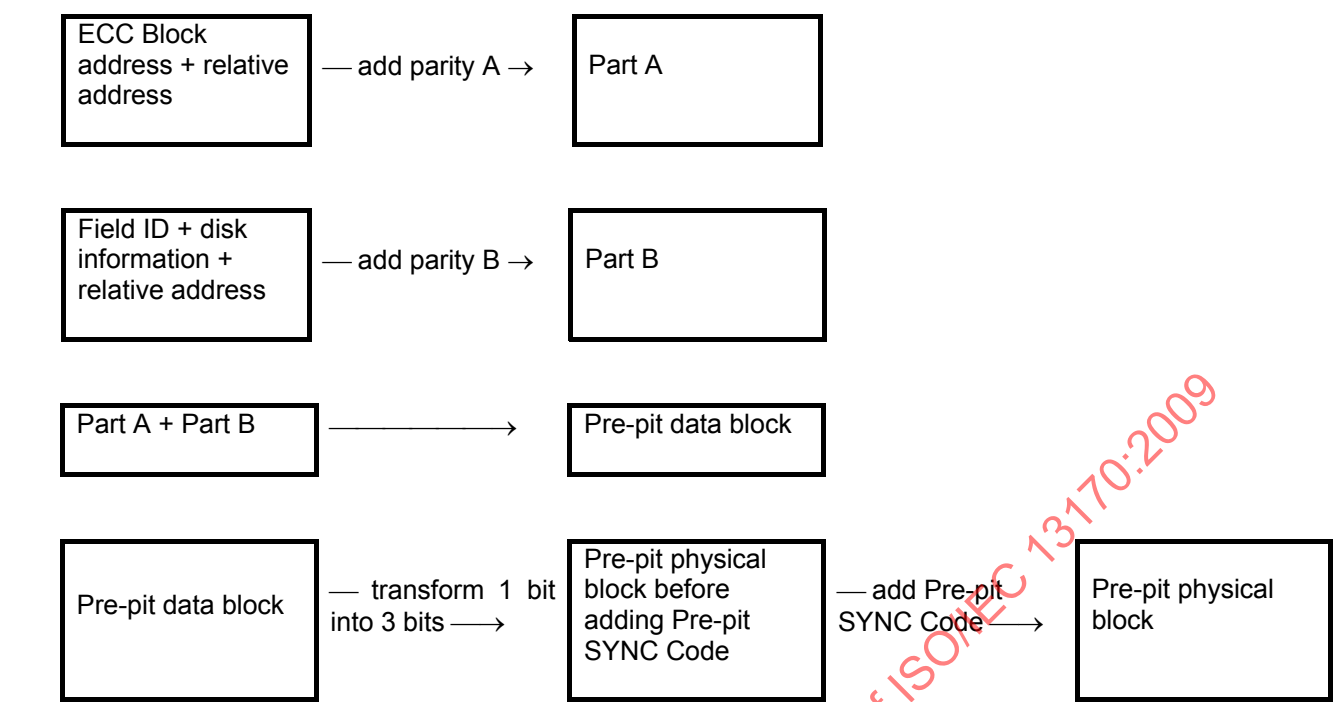 ECC Block
address + relative
address
— add parity A →
Part A
Field ID + disk
information +
relative address
— add parity B →
Part B
Part A + Part B
Pre-pit data block
Pre-pit data block
— transform 1 bit
into 3 bits ⟶
Pre-pit physical
block before
adding Pre-pit
SYNC Code
— add Pre-pit
SYNC Code ⟶
Pre-pit physical
block
f ISO/IEC 13170:2009